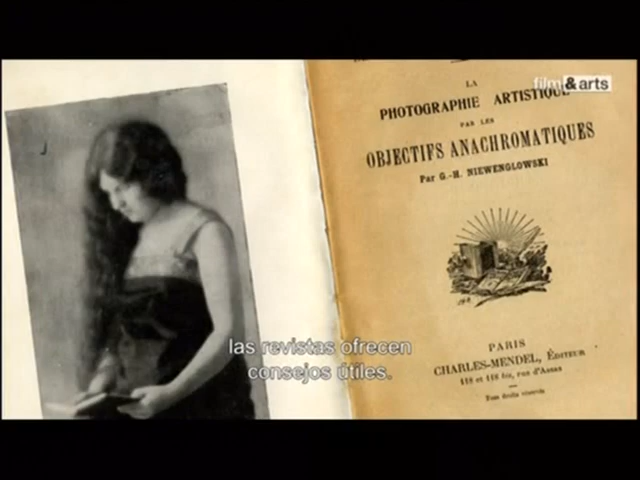 film&arts
LA
PHOTOGRAPHIE ARTISTIQUE
PAR LES
OBJECTIFS ANACHROMATIQUES
Par G.-H. NIEWENGLOWSKI
PARIS
CHARLES-MENDEL, ÉDITEUR
118 et 118 bis, rue d'Assas
Tous droits réservés
las revistas ofrecen
consejos útiles.